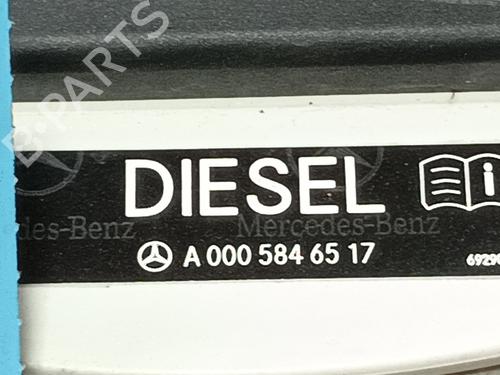 B-PARTS
DIESEL
Mercedes-Benz
A 000 584 65 17